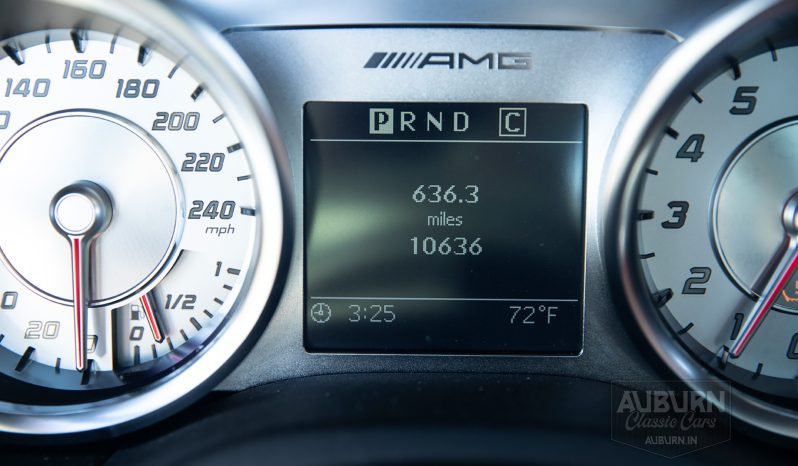 AMG
P R N D C
636.3
miles
10636
3:25 72°F
140 160 180 200 220 240
mph
20 0
0 1/2 1
5
4
3
2
1
AUBURN
Classic Cars
AUBURN.IN